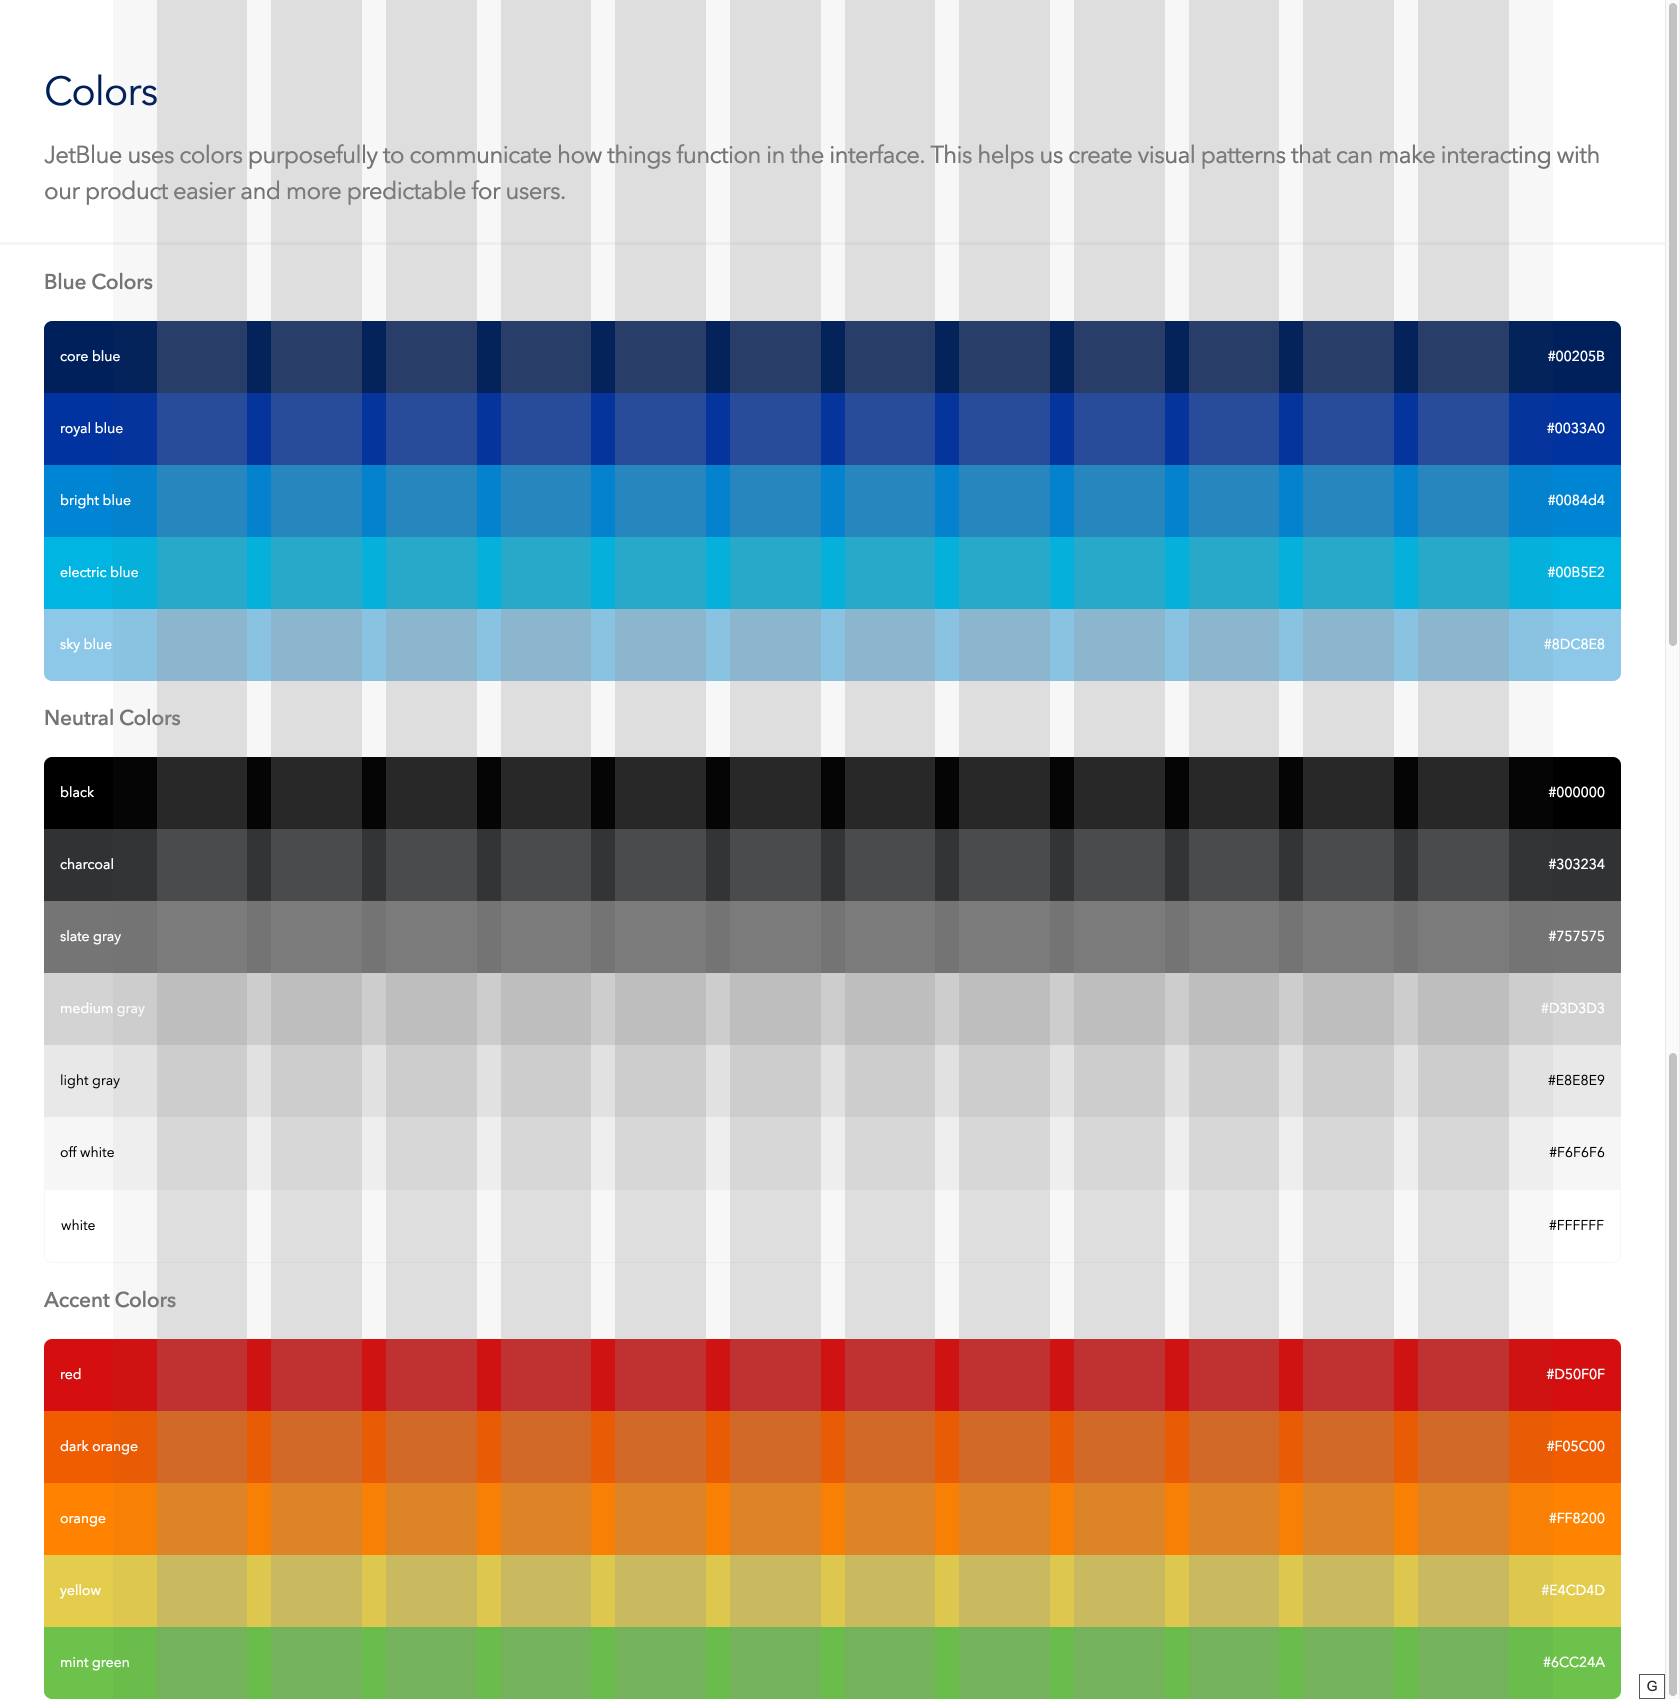 Colors
JetBlue uses colors purposefully to communicate how things function in the interface. This helps us create visual patterns that can make interacting with
our product easier and more predictable for users.
Blue Colors
core blue #00205B
royal blue #0033A0
bright blue #0084d4
electric blue #00B5E2
sky blue #8DC8E8
Neutral Colors
black #000000
charcoal #303234
slate gray #757575
medium gray #D3D3D3
light gray #E8E8E9
off white #F6F6F6
white #FFFFFF
Accent Colors
red #D50F0F
dark orange #F05C00
orange #FF8200
yellow #E4CD4D
mint green #6CC24A
G